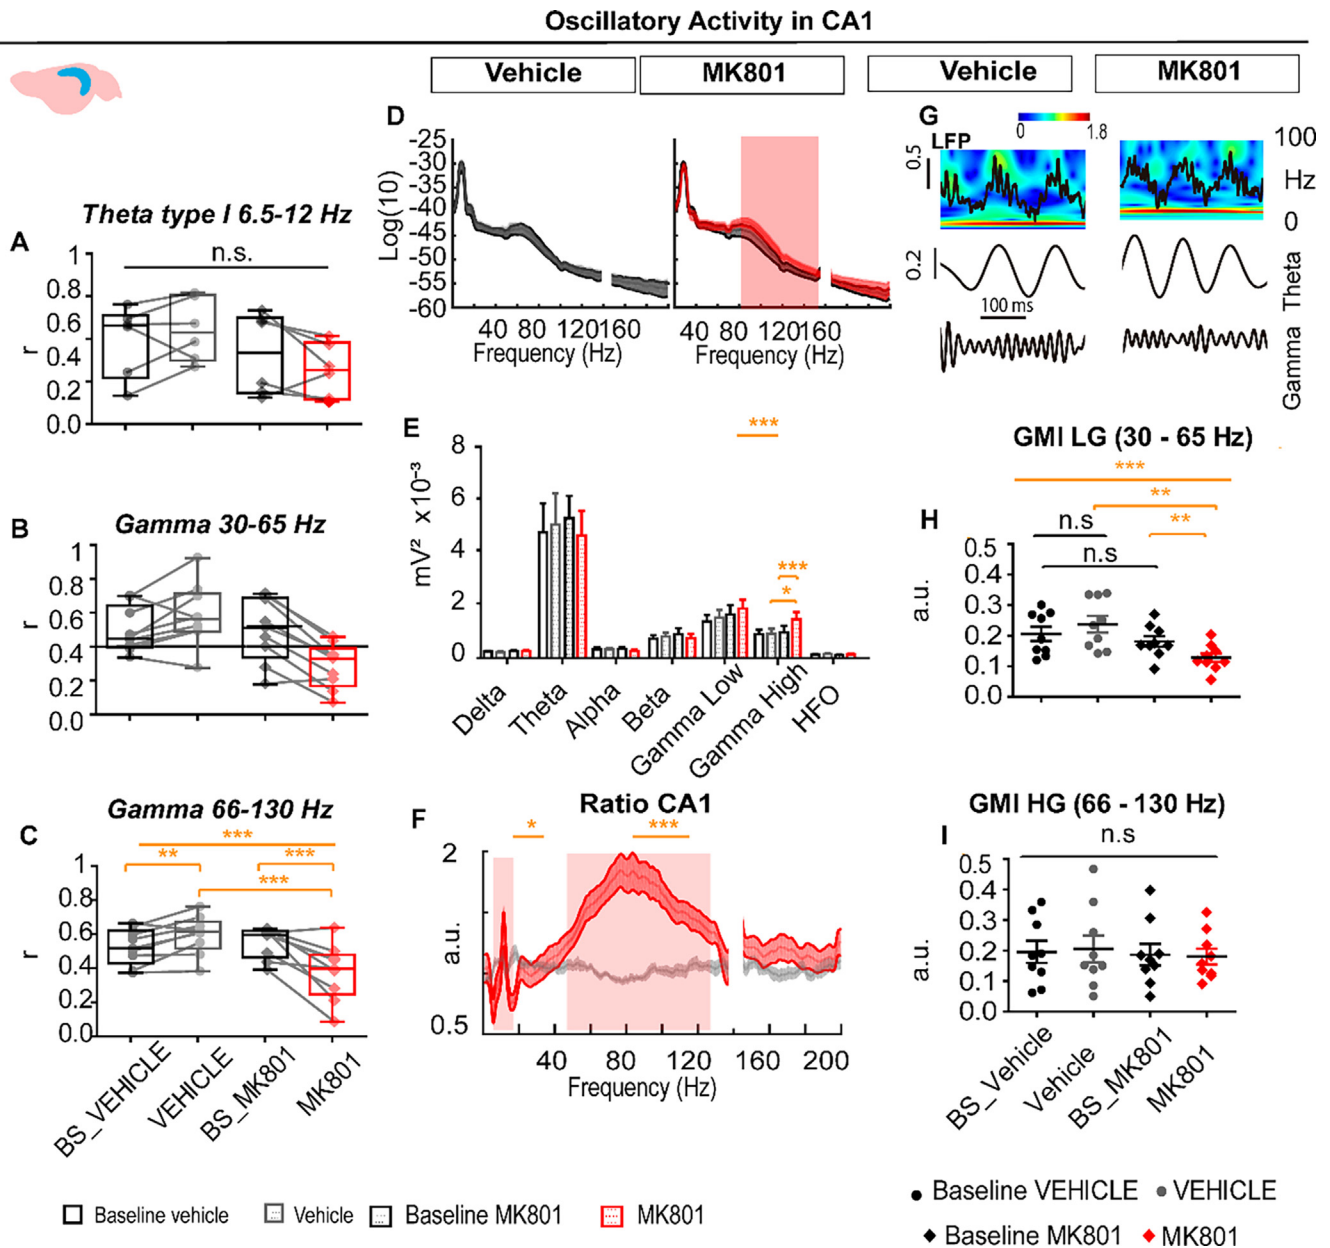 Oscillatory Activity in CA1
Vehicle
MK801
Vehicle
MK801
A
Theta type I 6.5-12 Hz
n.s.
1
0.8
0.6
0.4
0.2
0.0
r
B
Gamma 30-65 Hz
1
0.8
0.6
0.4
0.2
0.0
r
C
Gamma 66-130 Hz
***
** ***
***
1
0.8
0.6
0.4
0.2
0.0
r
BS_VEHICLE
VEHICLE
BS_MK801
MK801
D
-25
-30
-35
-40
-45
-55
-60
Log(10)
40 80 120 160
Frequency (Hz)
40 80 120 160
Frequency (Hz)
E
***
***
*
8
6
4
2
0
mV² x10⁻³
Delta
Theta
Alpha
Beta
Gamma Low
Gamma High
HFO
F
Ratio CA1
* ***
2
0.5
a.u.
40 80 120 160 200
Frequency (Hz)
G
0 1.8
LFP
0.5
100
Hz
0
0.2
Theta
100 ms
Gamma
GMI LG (30 - 65 Hz)
***
**
**
H
n.s
n.s
0.5
0.4
0.3
0.2
0.1
0.0
a.u.
GMI HG (66 - 130 Hz)
I
n.s
0.5
0.4
0.3
0.2
0.1
0.0
a.u.
BS_Vehicle
Vehicle
BS_MK801
MK801
Baseline vehicle
Vehicle
Baseline MK801
MK801
Baseline VEHICLE
VEHICLE
Baseline MK801
MK801